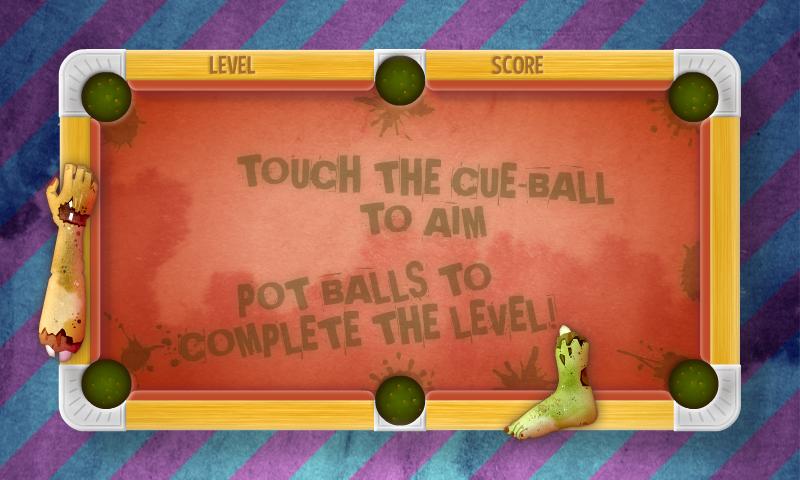 LEVEL SCORE
TOUCH THE CUE-BALL
TO AIM
POT BALLS TO
COMPLETE THE LEVEL!